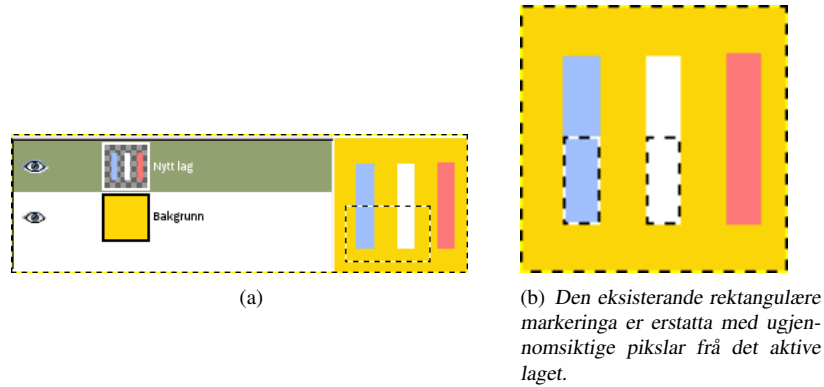 Nytt lag
Bakgrunn
(a)
(b) Den eksisterande rektangulære
markeringa er erstatta med ugjen-
nomsiktige pikslar frå det aktive
laget.